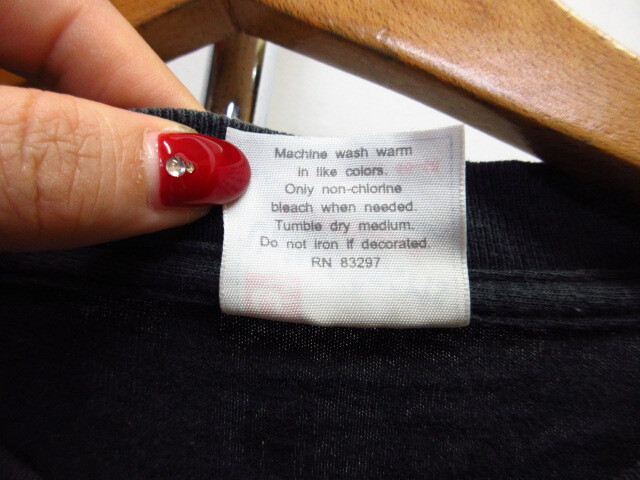 Machine wash warm
in like colors.
Only non-chlorine
bleach when needed.
Tumble dry medium.
Do not iron if decorated.
RN 83297